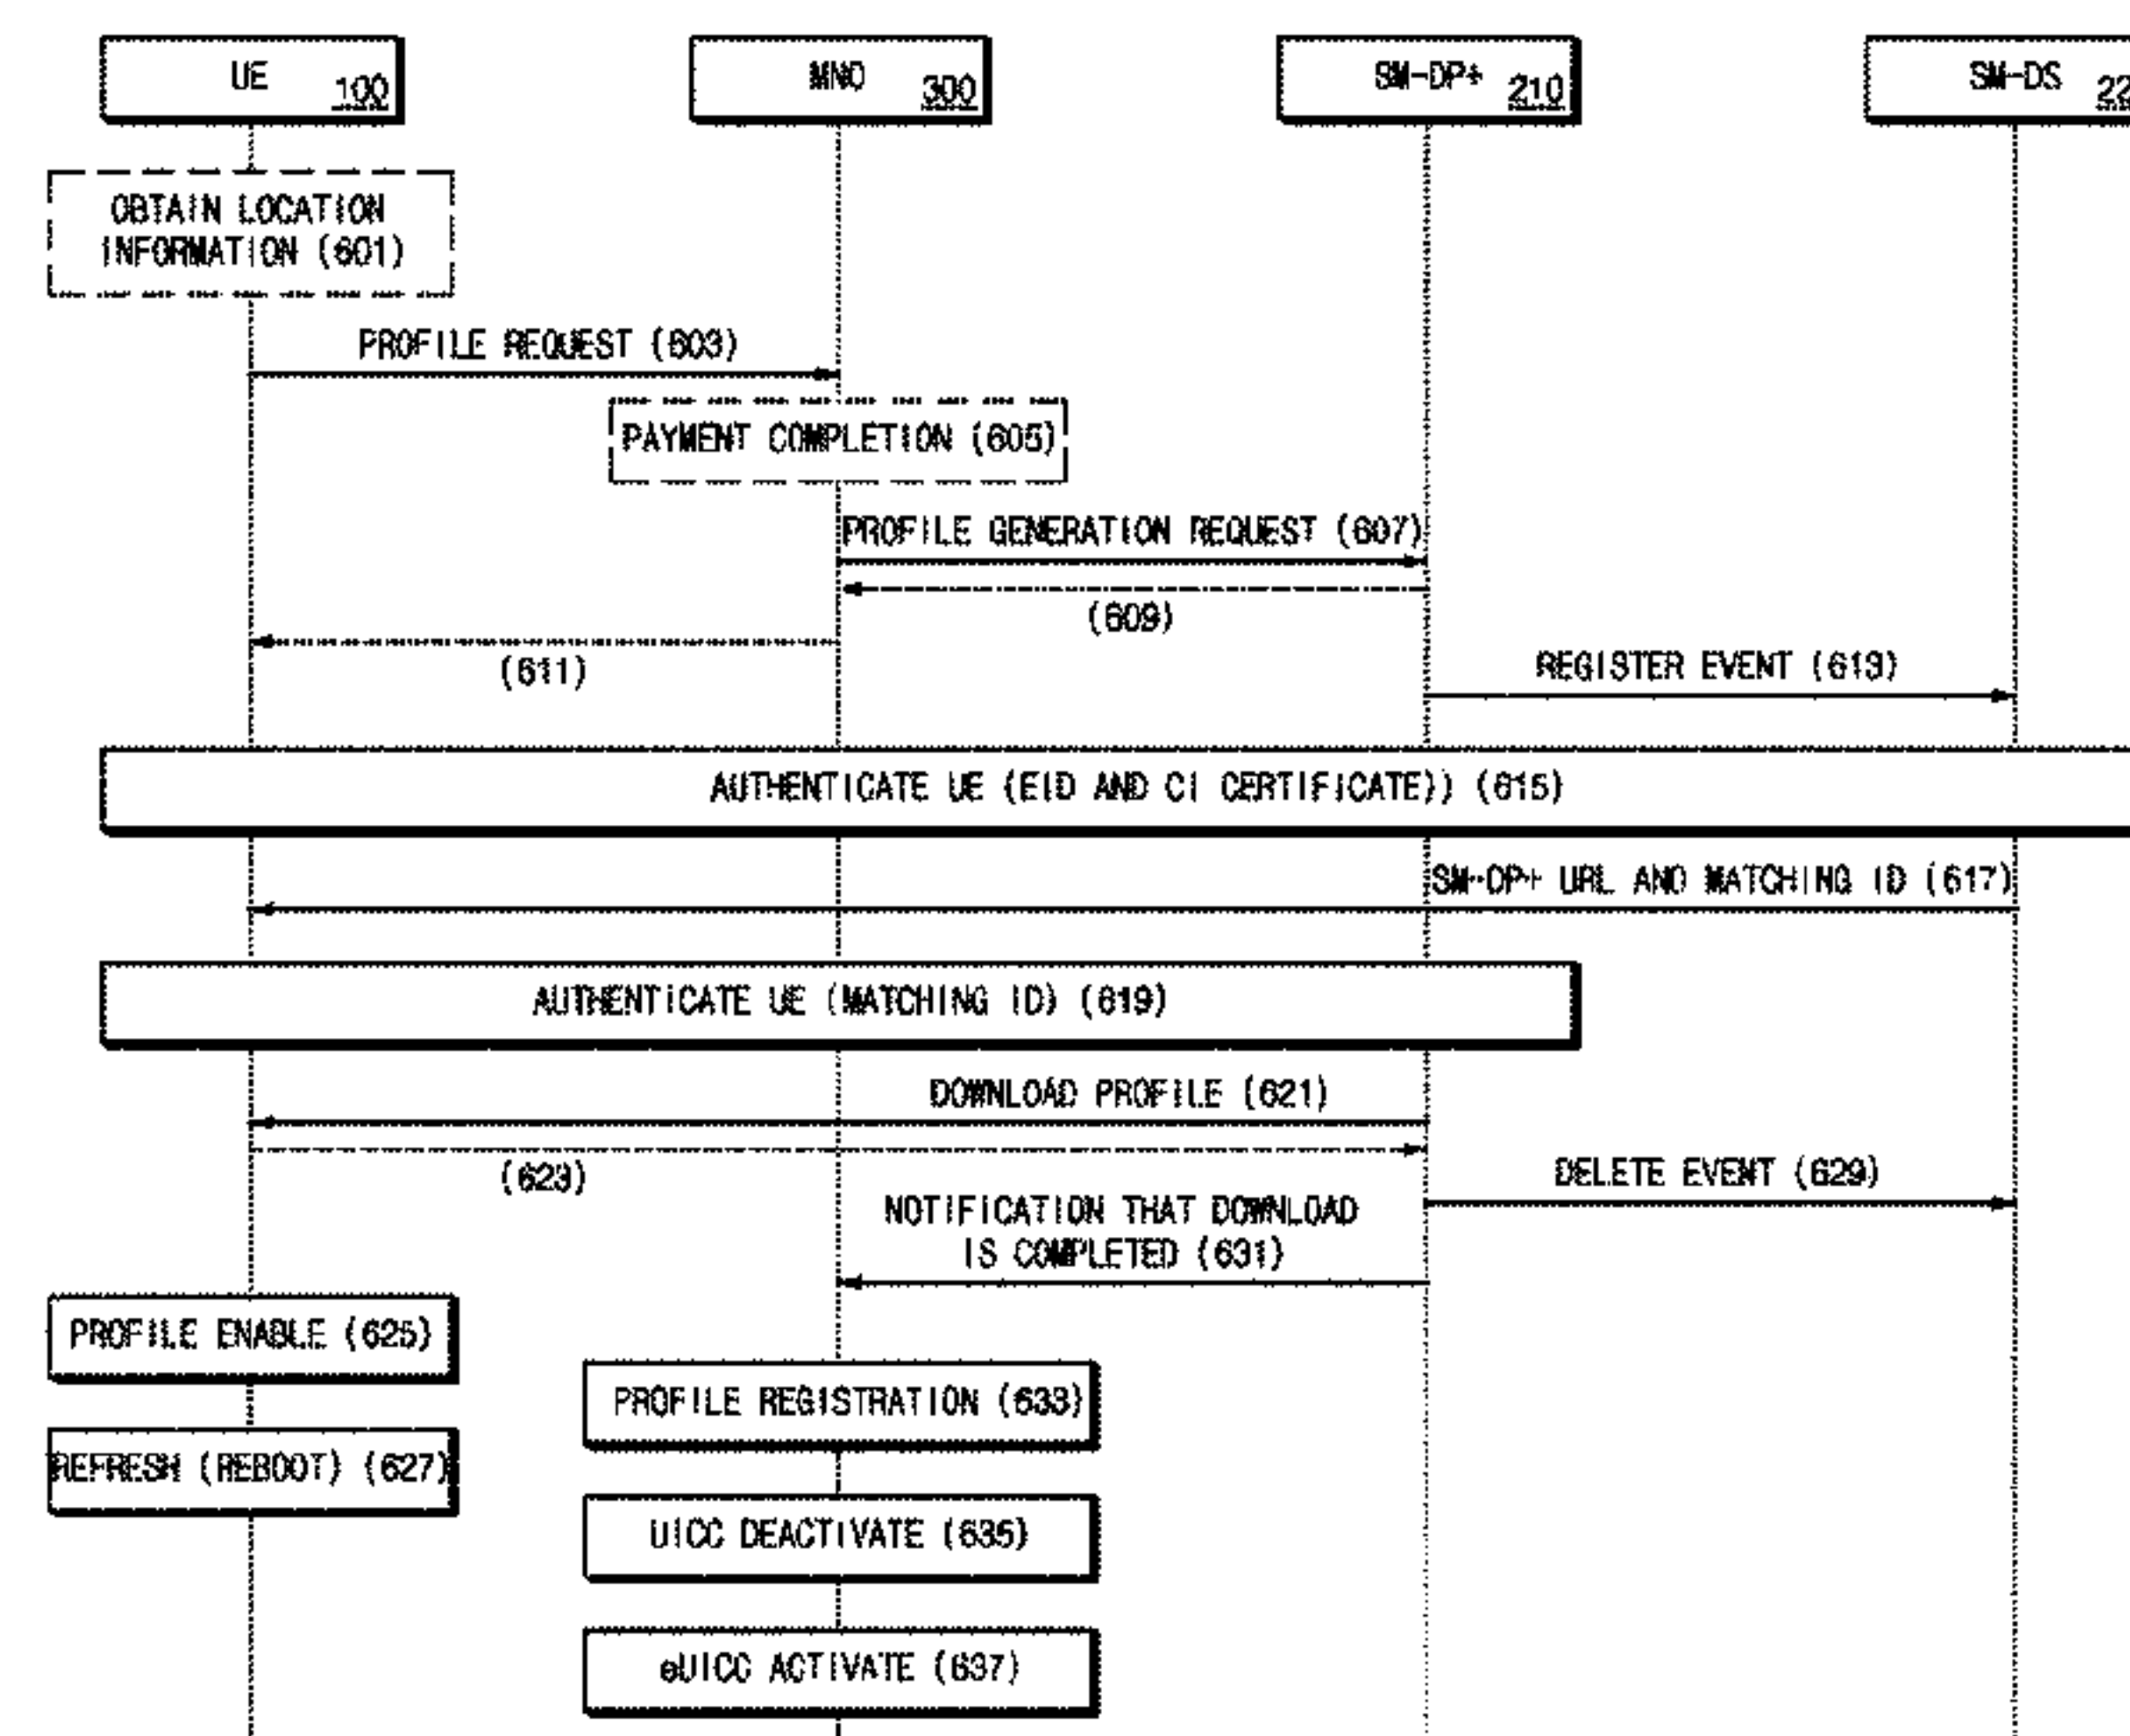 UE 100
MNO 300
SM-DP+ 210
SM-DS 22
OBTAIN LOCATION
INFORMATION (601)
PROFILE REQUEST (603)
PAYMENT COMPLETION (605)
PROFILE GENERATION REQUEST (607)
(609)
(611)
REGISTER EVENT (613)
AUTHENTICATE UE (EID AND CI CERTIFICATE)) (615)
SM-DP+ URL AND MATCHING ID (617)
AUTHENTICATE UE (MATCHING ID) (619)
DOWNLOAD PROFILE (621)
(623)
DELETE EVENT (629)
NOTIFICATION THAT DOWNLOAD
IS COMPLETED (631)
PROFILE ENABLE (625)
PROFILE REGISTRATION (633)
REFRESH (REBOOT) (627)
UICC DEACTIVATE (635)
eUICC ACTIVATE (637)